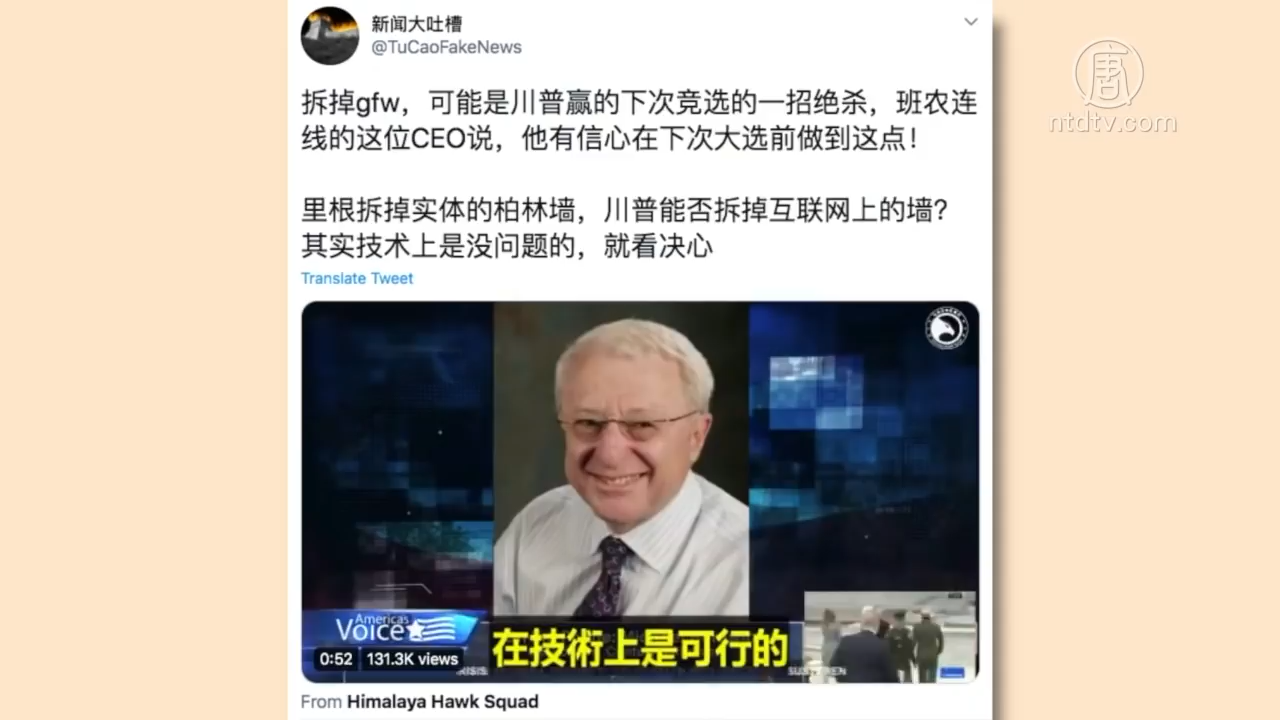 新闻大吐槽
@TuCaoFakeNews
唐
ntdtv.com
拆掉gfw，可能是川普赢的下次竞选的一招绝杀，班农连
线的这位CEO说，他有信心在下次大选前做到这点！
里根拆掉实体的柏林墙，川普能否拆掉互联网上的墙？
其实技术上是没问题的，就看决心
Translate Tweet
Americas
Voice
在技術上是可行的
0:52
131.3K views
From Himalaya Hawk Squad